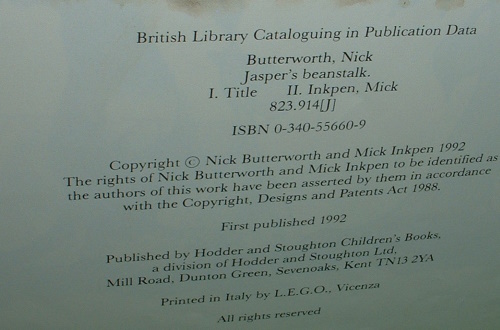 British Library Cataloguing in Publication Data
Butterworth, Nick
Jasper's beanstalk.
I. Title II. Inkpen, Mick
823.914[J]
ISBN 0-340-55660-9
Copyright © Nick Butterworth and Mick Inkpen 1992
The rights of Nick Butterworth and Mick Inkpen to be identified as
the authors of this work have been asserted by them in accordance
with the Copyright, Designs and Patents Act 1988.
First published 1992
Published by Hodder and Stoughton Children's Books,
a division of Hodder and Stoughton Ltd,
Mill Road, Dunton Green, Sevenoaks, Kent TN13 2YA
Printed in Italy by L.E.G.O., Vicenza
All rights reserved